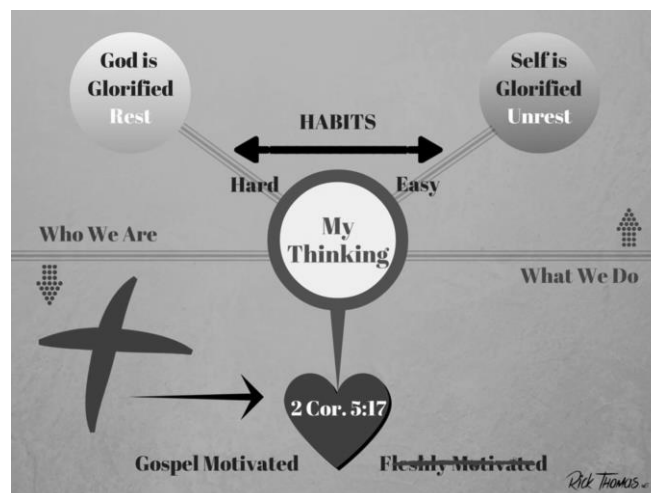 God is
Glorified
Rest
Self is
Glorified
Unrest
HABITS
Hard
Easy
My
Thinking
Who We Are
What We Do
2 Cor. 5:17
Gospel Motivated
Fleshly Motivated
Rick Thomas